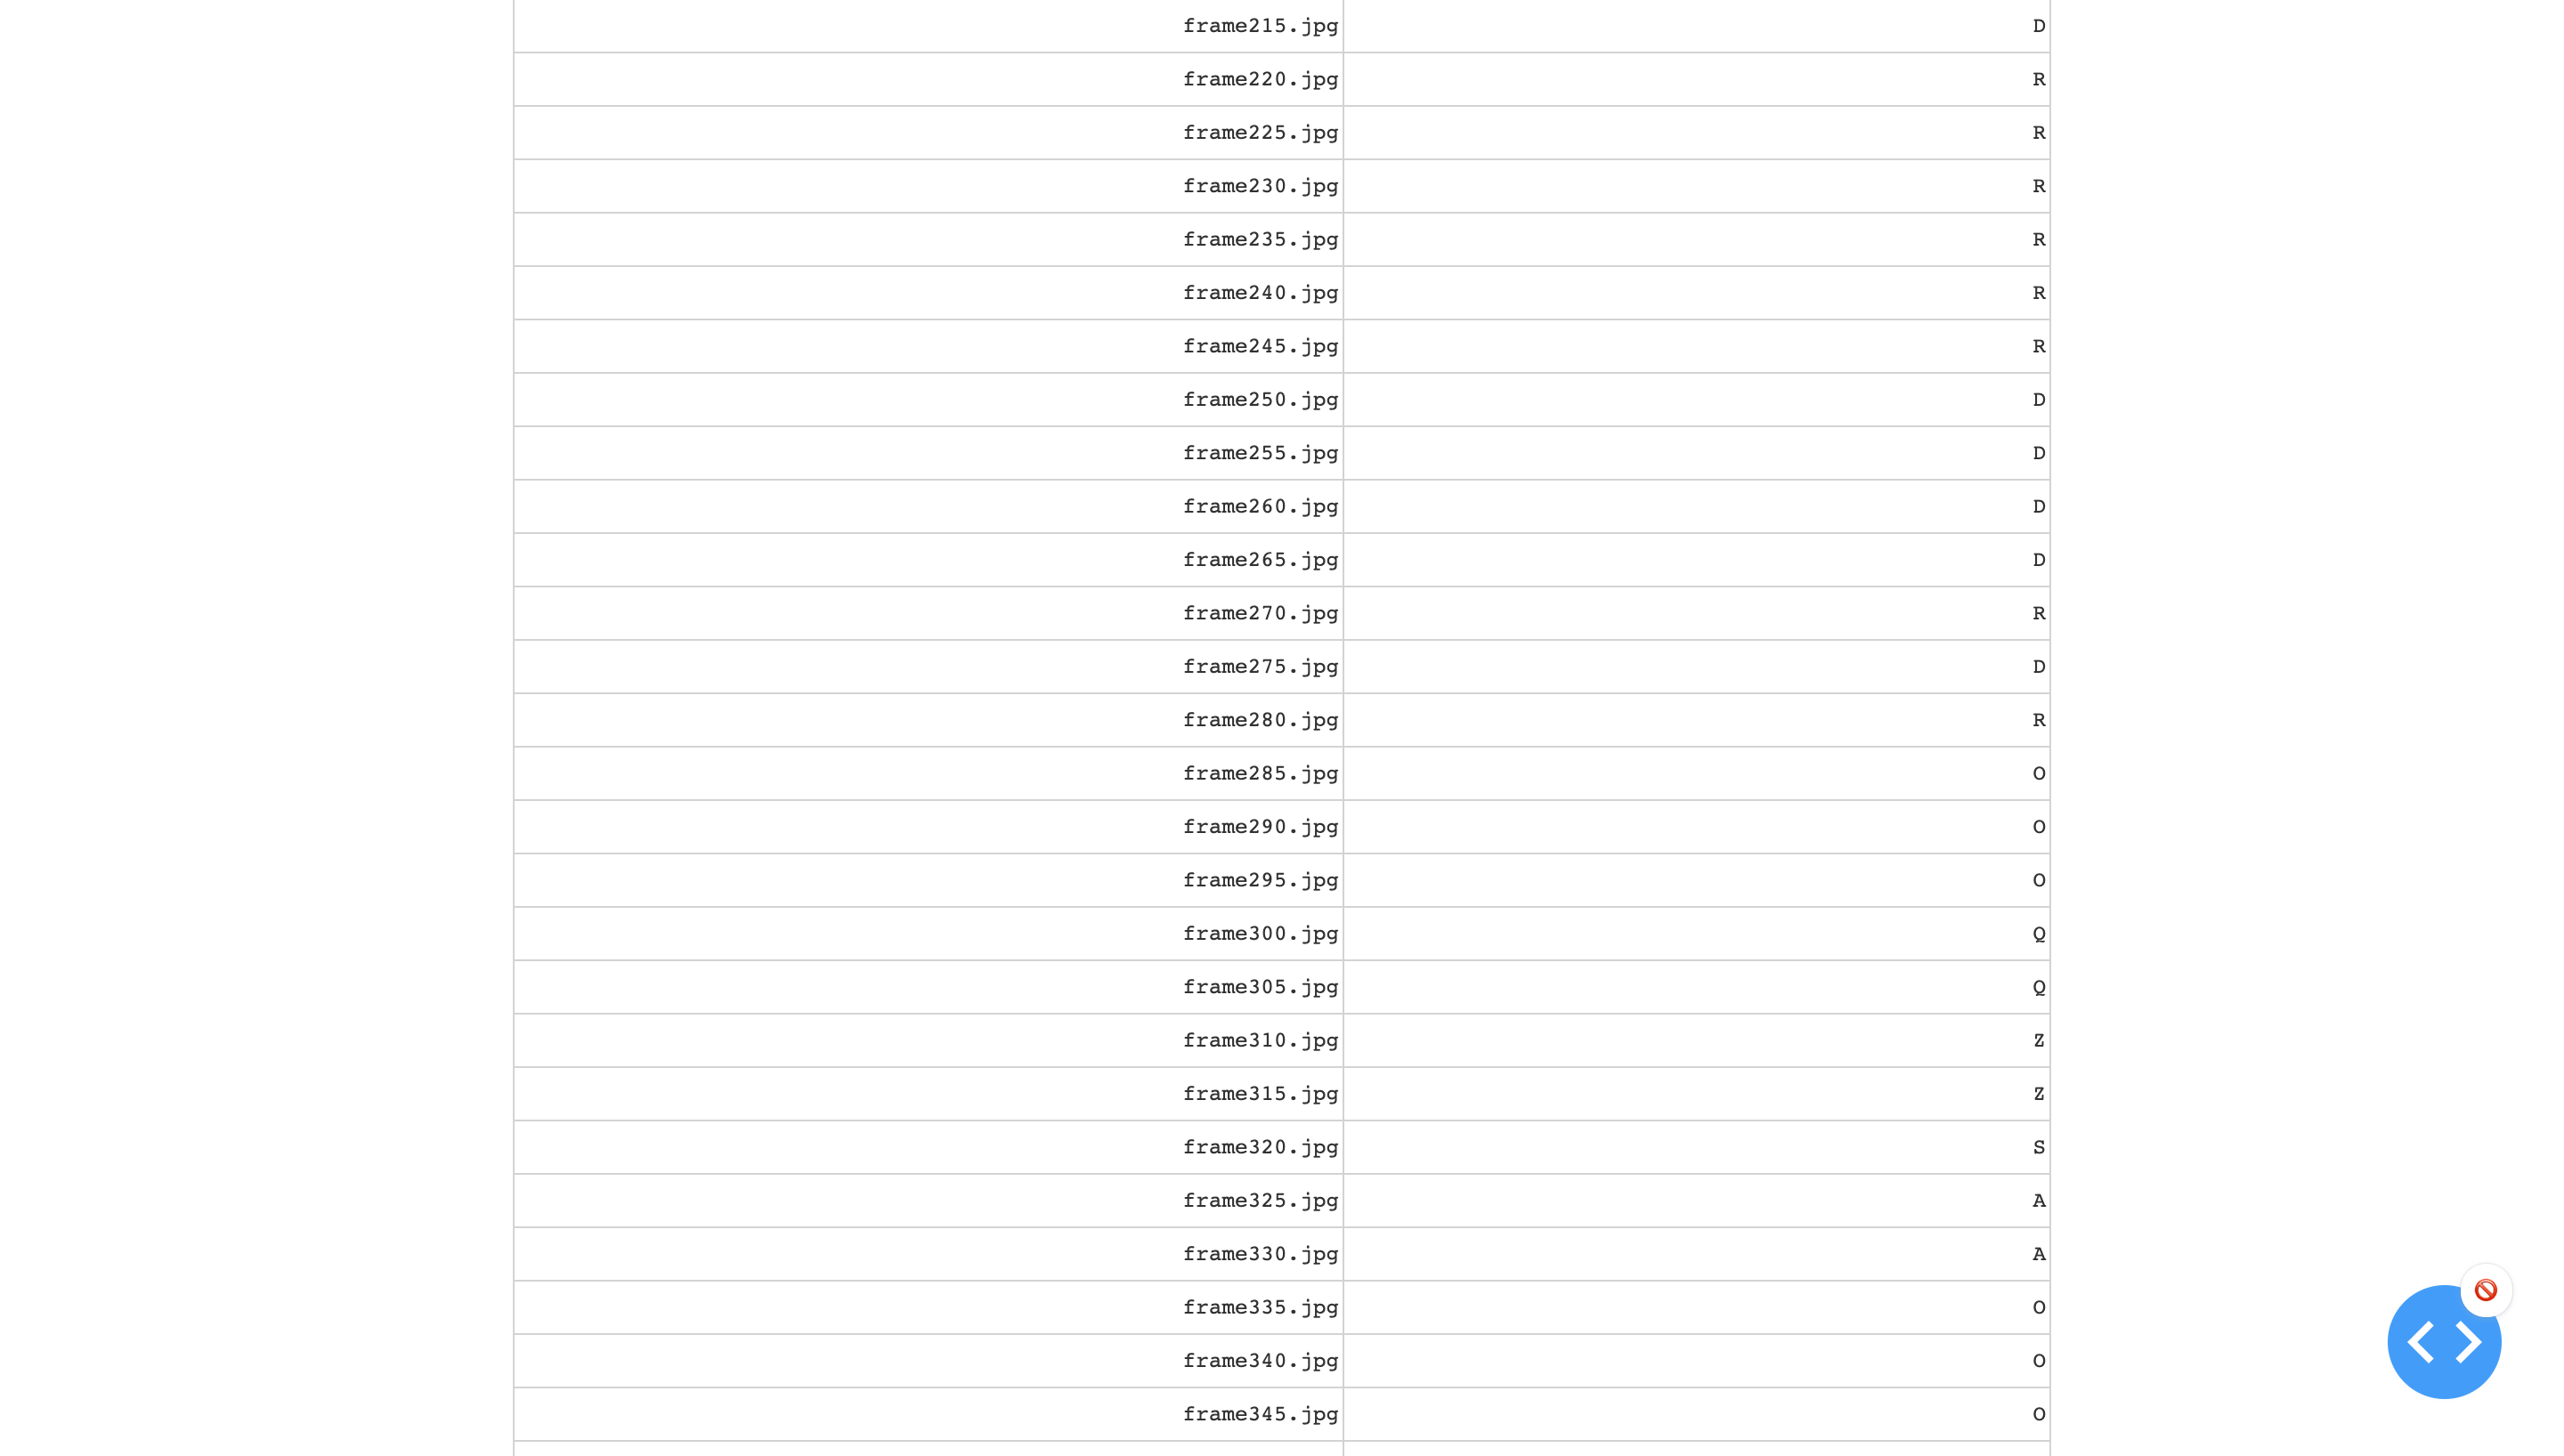 frame215.jpg D
frame220.jpg R
frame225.jpg R
frame230.jpg R
frame235.jpg R
frame240.jpg R
frame245.jpg R
frame250.jpg D
frame255.jpg D
frame260.jpg D
frame265.jpg D
frame270.jpg R
frame275.jpg D
frame280.jpg R
frame285.jpg O
frame290.jpg O
frame295.jpg O
frame300.jpg Q
frame305.jpg Q
frame310.jpg Z
frame315.jpg Z
frame320.jpg S
frame325.jpg A
frame330.jpg A
frame335.jpg O
frame340.jpg O
frame345.jpg O